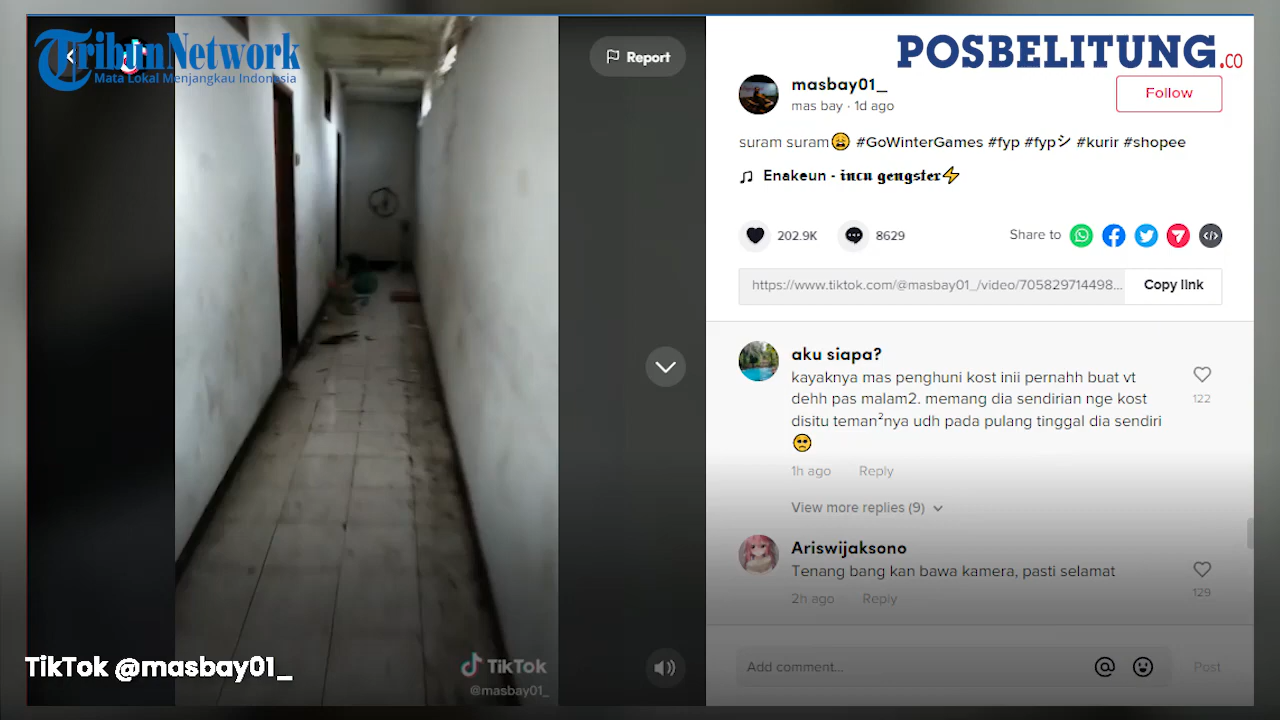 TribunNetwork
Mata Lokal Menjangkau Indonesia
Report
POSBELITUNG.CO
masbay01_
mas bay · 1d ago
Follow
suram suram😩 #GoWinterGames #fyp #fypシ #kurir #shopee
Enakeun - 𝖎𝖓𝖈𝖚 𝖌𝖊𝖓𝖌𝖘𝖙𝖊𝖗⚡
202.9K
8629
Share to
https://www.tiktok.com/@masbay01_/video/705829714498...
Copy link
aku siapa?
kayaknya mas penghuni kost inii pernahh buat vt
dehh pas malam2. memang dia sendirian nge kost
disitu teman²nya udh pada pulang tinggal dia sendiri
🥺
122
1h ago
Reply
View more replies (9)
Ariswijaksono
Tenang bang kan bawa kamera, pasti selamat
129
2h ago
Reply
Add comment...
Post
TikTok
@masbay01_
TikTok @masbay01_